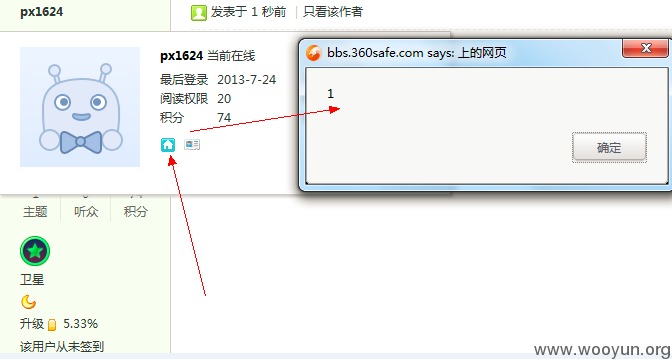 px1624
发表于 1 秒前 | 只看该作者
px1624 当前在线
最后登录 2013-7-24
阅读权限 20
积分 74
bbs.360safe.com says: 上的网页
1
确定
主题 听众 积分
卫星
升级 5.33%
该用户从未签到
www.wooyun.org